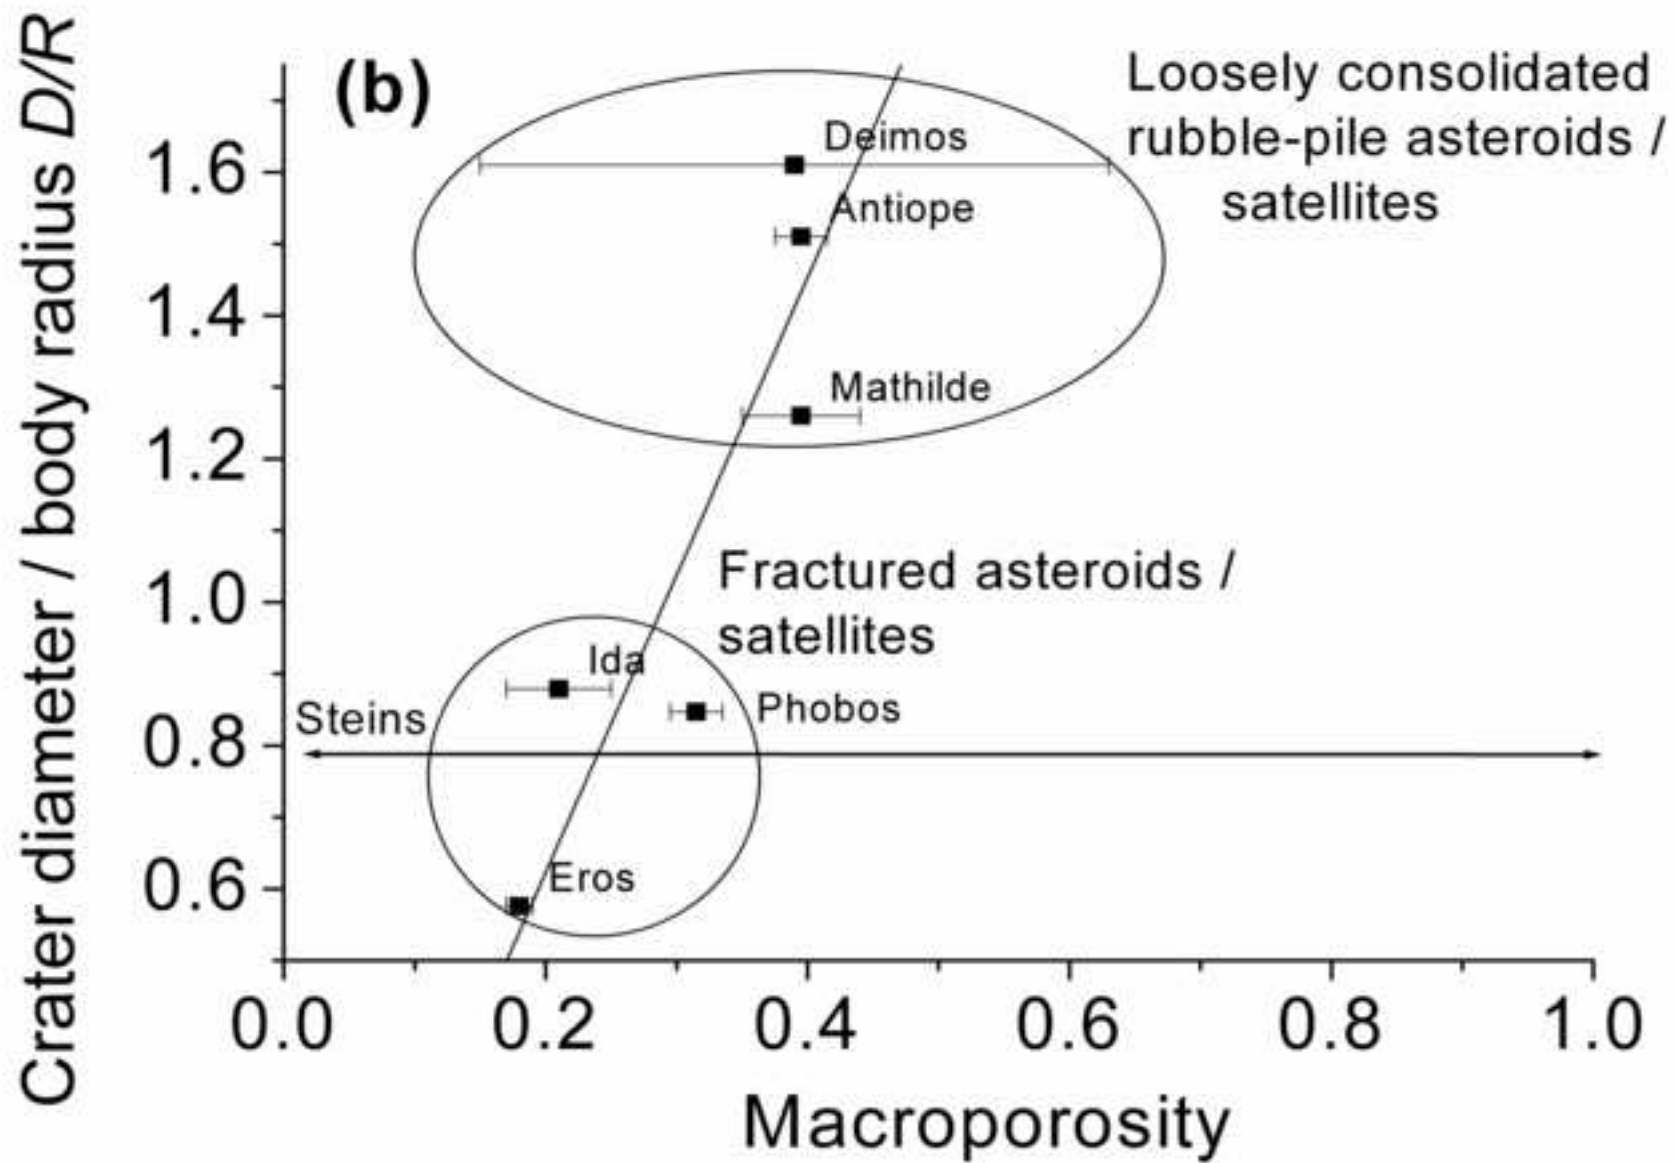 Crater diameter / body radius D/R
(b)
Loosely consolidated
rubble-pile asteroids /
satellites
Deimos
1.6
Antiope
1.4
Mathilde
1.2
Fractured asteroids /
satellites
1.0
Ida
Phobos
Steins
0.8
Eros
0.6
0.0 0.2 0.4 0.6 0.8 1.0
Macroporosity